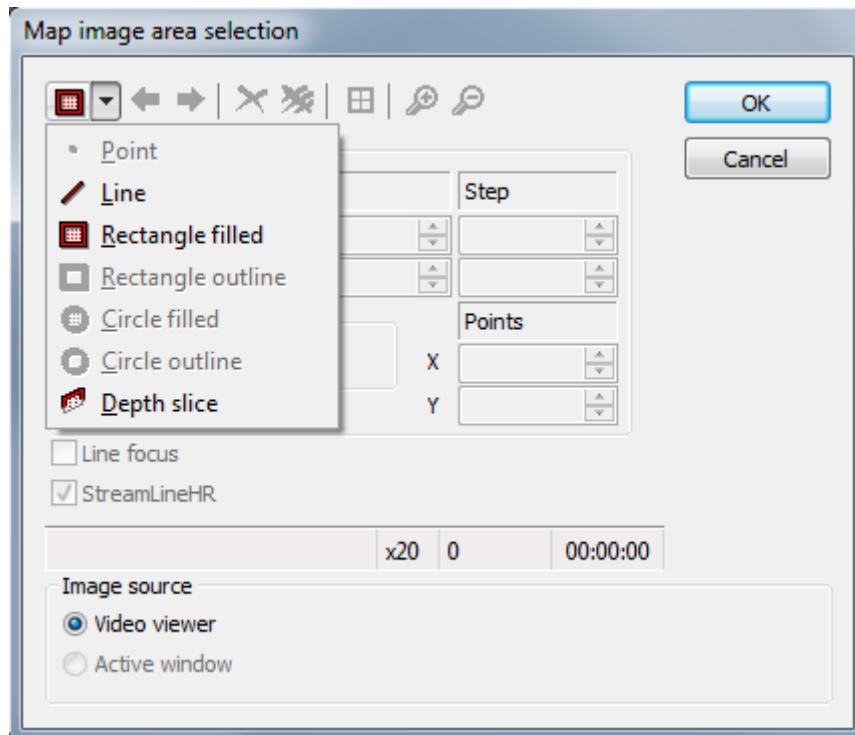 Map image area selection
OK
Cancel
Point
Line
Step
Rectangle filled
Rectangle outline
Circle filled
Points
Circle outline
X
Depth slice
Y
Line focus
StreamLineHR
x20 0 00:00:00
Image source
Video viewer
Active window